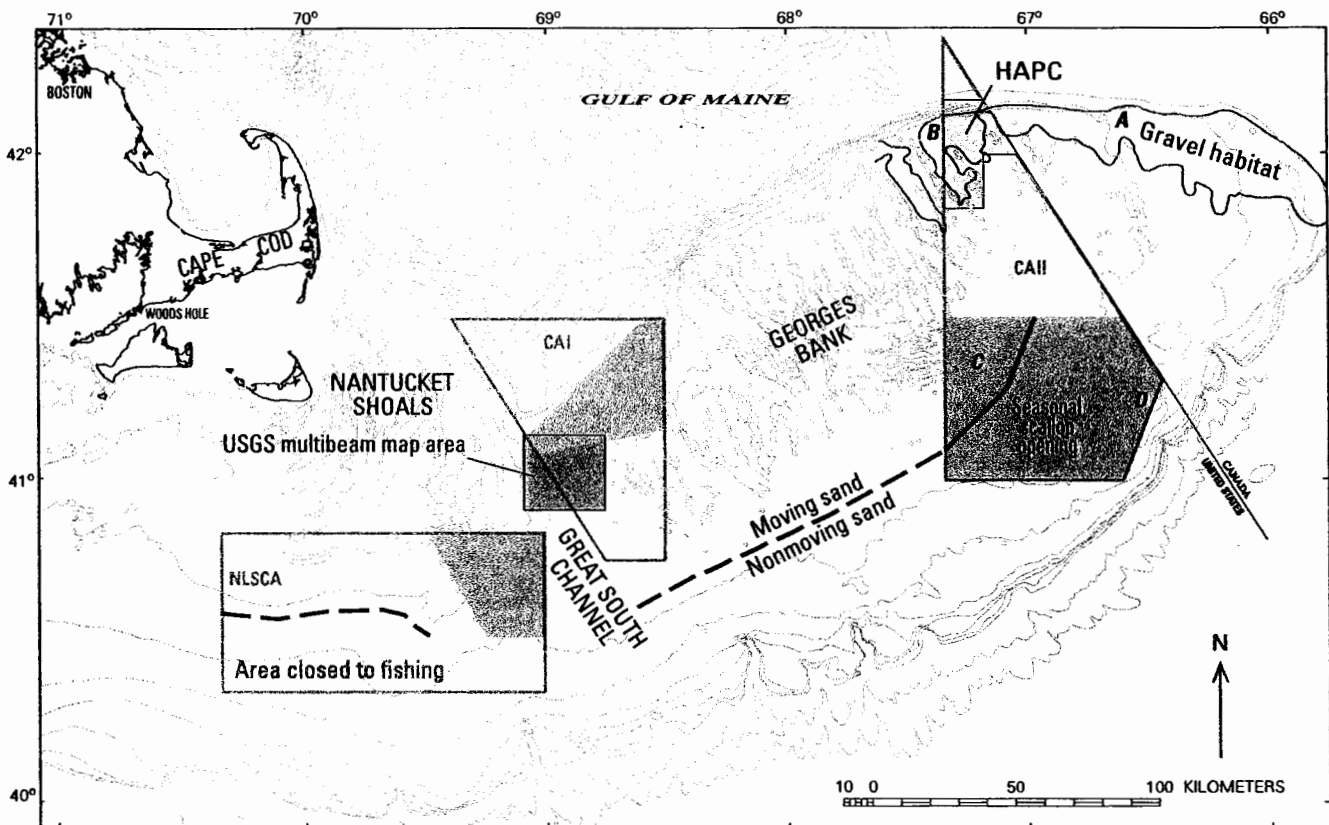 71°
70°
69°
68°
67°
66°
BOSTON
GULF OF MAINE
HAPC
A
Gravel habitat
B
42°
CAPE COD
WOODS HOLE
CAII
CAI
GEORGES
BANK
NANTUCKET
SHOALS
USGS multibeam map area
C
D
Seasonal
scallop
opening
41°
Moving sand
Nonmoving sand
CANADA
UNITED STATES
GREAT SOUTH
CHANNEL
NLSCA
Area closed to fishing
N
40°
10 0 50 100 KILOMETERS